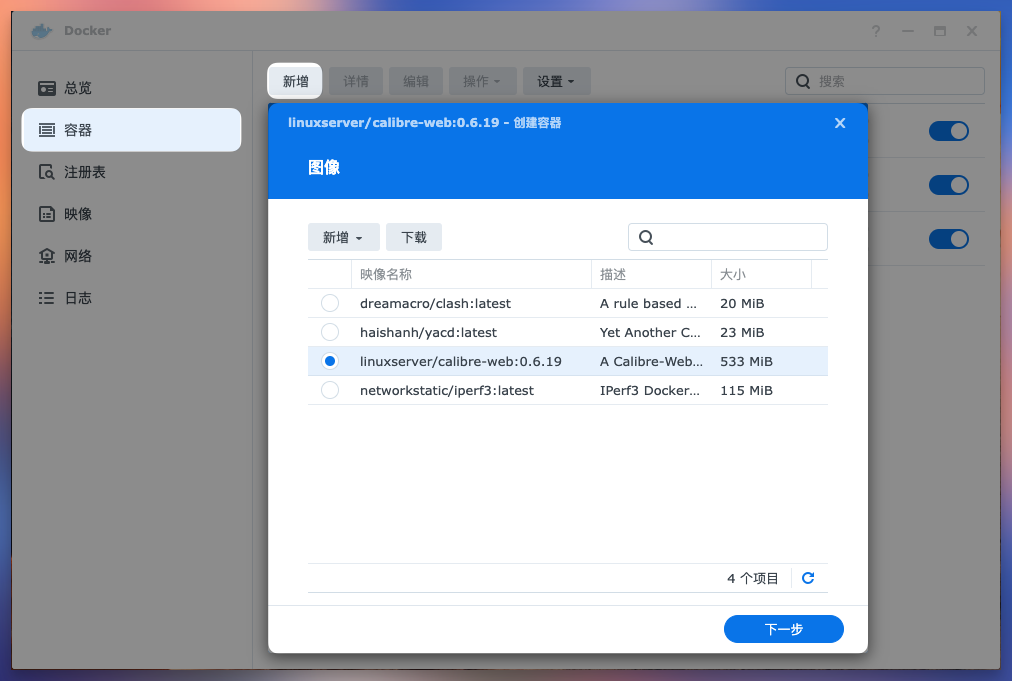 Docker
?
总览
容器
注册表
映像
网络
日志
新增 详情 编辑 操作 设置 搜索
linuxserver/calibre-web:0.6.19 - 创建容器
图像
新增 下载
映像名称 描述 大小
dreamacro/clash:latest A rule based ... 20 MiB
haishanh/yacd:latest Yet Another C... 23 MiB
linuxserver/calibre-web:0.6.19 A Calibre-Web... 533 MiB
networkstatic/iperf3:latest IPerf3 Docker... 115 MiB
4 个项目
下一步